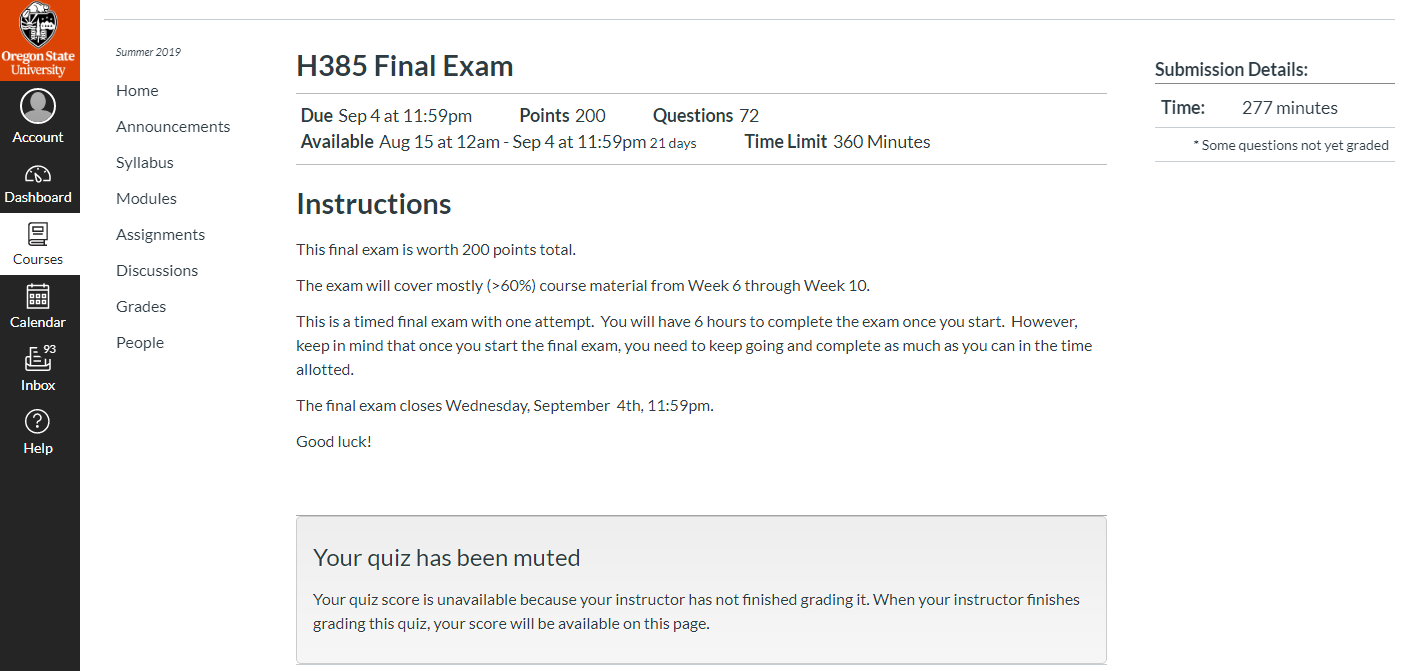 Oregon State
University
Account
Dashboard
Courses
Calendar
93
Inbox
Help
Summer 2019
Home
Announcements
Syllabus
Modules
Assignments
Discussions
Grades
People
H385 Final Exam
Due Sep 4 at 11:59pm Points 200 Questions 72
Available Aug 15 at 12am - Sep 4 at 11:59pm 21 days Time Limit 360 Minutes
Instructions
This final exam is worth 200 points total.
The exam will cover mostly (>60%) course material from Week 6 through Week 10.
This is a timed final exam with one attempt.  You will have 6 hours to complete the exam once you start.  However,
keep in mind that once you start the final exam, you need to keep going and complete as much as you can in the time
allotted.
The final exam closes Wednesday, September  4th, 11:59pm.
Good luck!
Your quiz has been muted
Your quiz score is unavailable because your instructor has not finished grading it. When your instructor finishes
grading this quiz, your score will be available on this page.
Submission Details:
Time: 277 minutes
* Some questions not yet graded